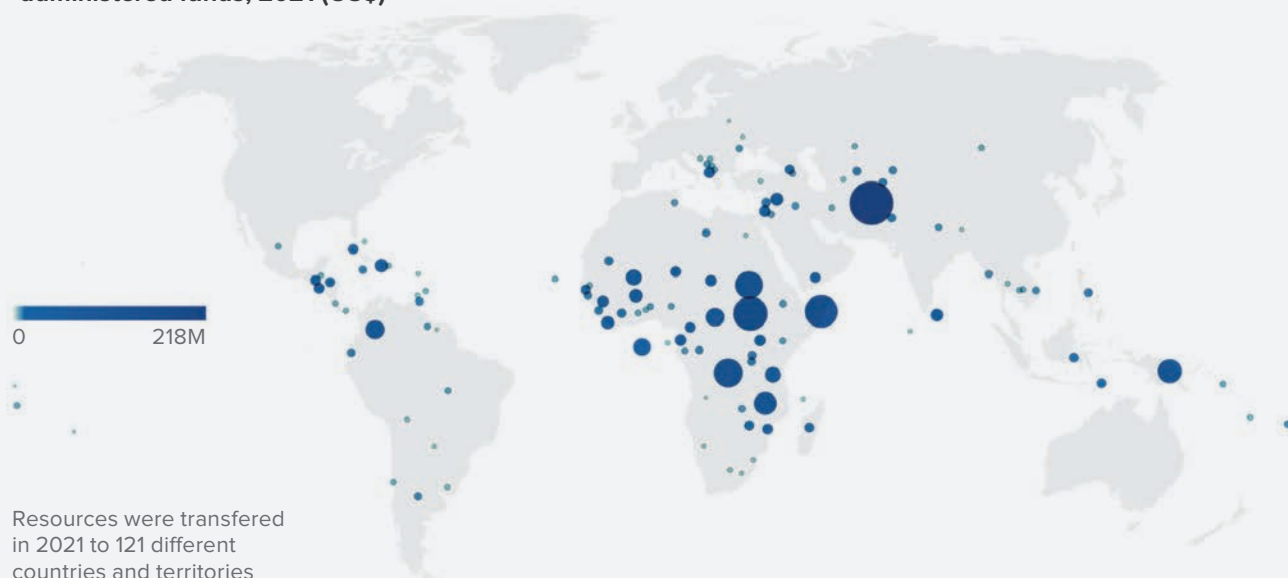 administered funds, 2021 (US$)
0
218M
Resources were transfered
in 2021 to 121 different
countries and territories